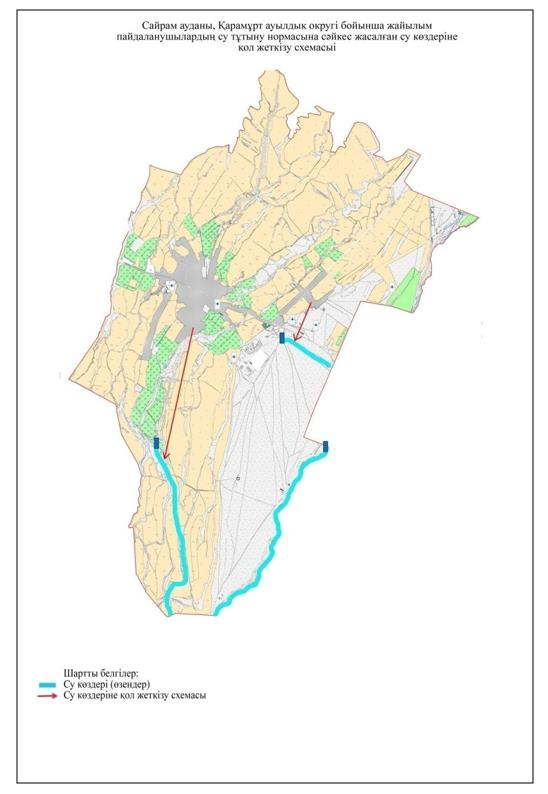 Сайрам ауданы, Қарамұрт ауылдық округі бойынша жайылым
пайдаланушылардың су тұтыну нормасына сәйкес жасалған су көздеріне
қол жеткізу схемасыі
Шартты белгілер:
Су көздері (өзендер)
Су көздеріне қол жеткізу схемасы